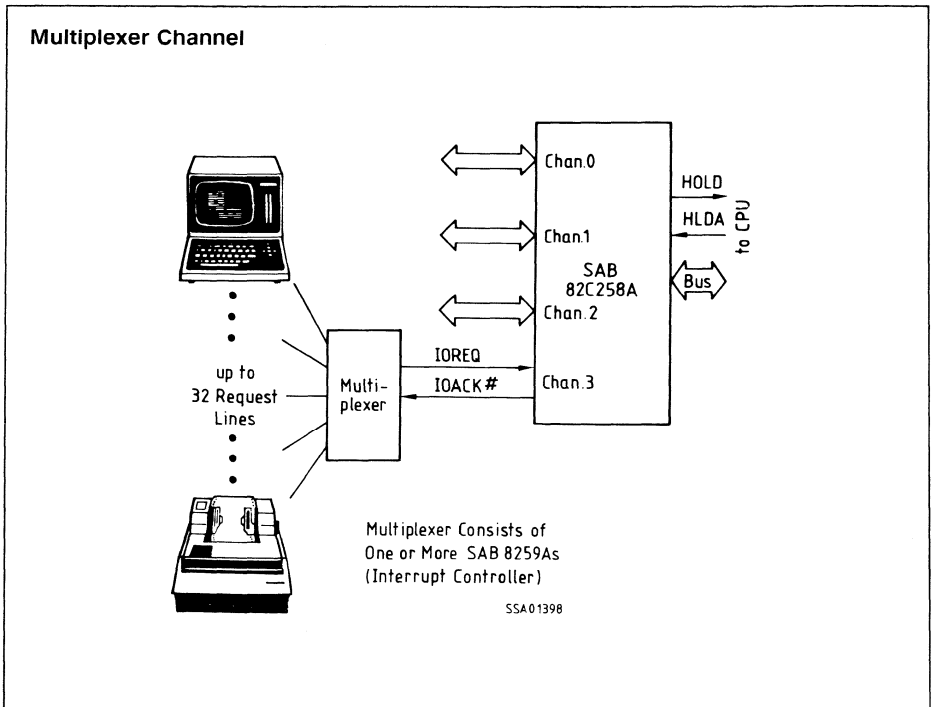 Multiplexer Channel
Chan.0
HOLD
HLDA
to CPU
Chan.1
SAB
82C258A
Bus
Chan.2
up to
32 Request
Lines
Multi-
plexer
IOREQ
IOACK#
Chan.3
Multiplexer Consists of
One or More SAB 8259As
(Interrupt Controller)
SSA01398